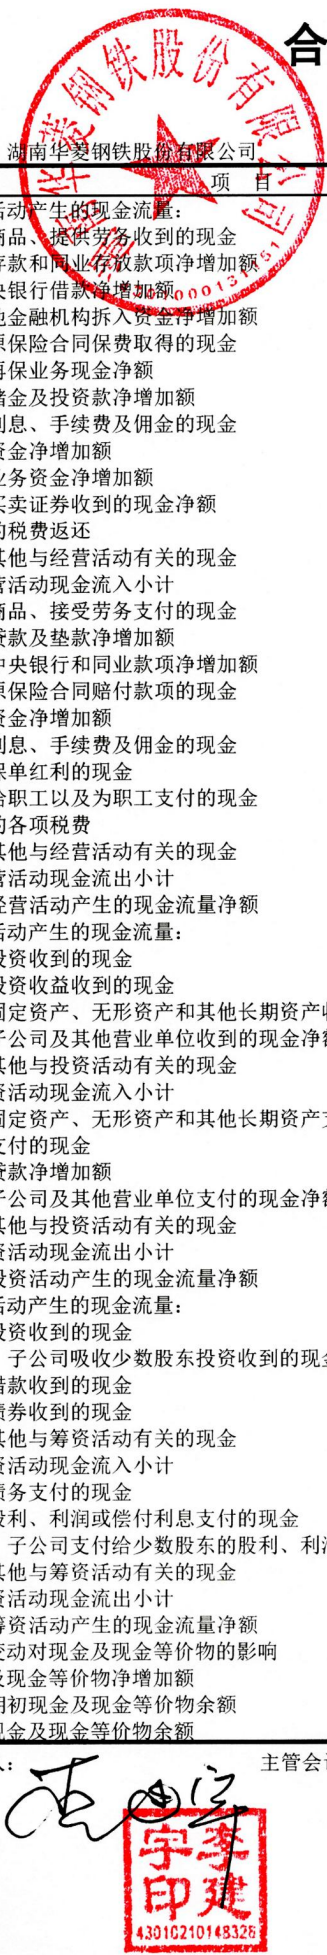 合
湖南华菱钢铁股份有限公司
项 目
活动产生的现金流量：
商品、提供劳务收到的现金
存款和同业存放款项净增加额
央银行借款净增加额
他金融机构拆入资金净增加额
原保险合同保费取得的现金
再保业务现金净额
储金及投资款净增加额
利息、手续费及佣金的现金
资金净增加额
业务资金净增加额
买卖证券收到的现金净额
的税费返还
其他与经营活动有关的现金
营活动现金流入小计
商品、接受劳务支付的现金
贷款及垫款净增加额
中央银行和同业款项净增加额
原保险合同赔付款项的现金
资金净增加额
利息、手续费及佣金的现金
保单红利的现金
给职工以及为职工支付的现金
的各项税费
其他与经营活动有关的现金
营活动现金流出小计
经营活动产生的现金流量净额
活动产生的现金流量：
投资收到的现金
投资收益收到的现金
固定资产、无形资产和其他长期资产收
子公司及其他营业单位收到的现金净额
其他与投资活动有关的现金
资活动现金流入小计
固定资产、无形资产和其他长期资产支
支付的现金
贷款净增加额
子公司及其他营业单位支付的现金净额
其他与投资活动有关的现金
资活动现金流出小计
投资活动产生的现金流量净额
活动产生的现金流量：
投资收到的现金
子公司吸收少数股东投资收到的现金
借款收到的现金
债券收到的现金
其他与筹资活动有关的现金
资活动现金流入小计
债务支付的现金
股利、利润或偿付利息支付的现金
子公司支付给少数股东的股利、利润
其他与筹资活动有关的现金
资活动现金流出小计
筹资活动产生的现金流量净额
变动对现金及现金等价物的影响
及现金等价物净增加额
期初现金及现金等价物余额
现金及现金等价物余额
人：
主管会计
李建
宇印
4301021014832​8